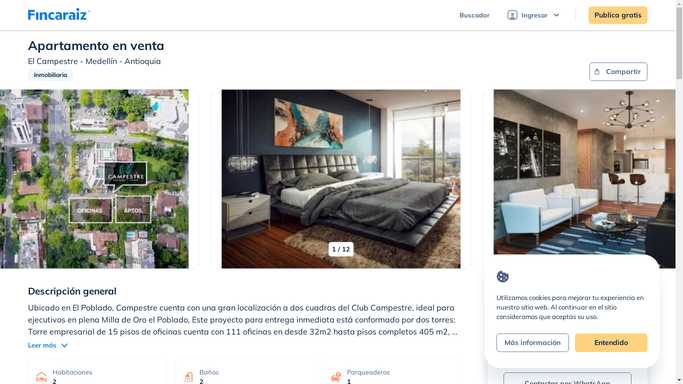 Fincaraiz
Buscador
Ingresar
Publica gratis
Apartamento en venta
El Campestre - Medellín - Antioquia
Inmobiliaria
Compartir
CAMPESTRE
OFICINAS
APTOS.
1 / 12
Descripción general
Ubicado en El Poblado, Campestre cuenta con una gran localización a dos cuadras del Club Campestre, ideal para
ejecutivos en plena Milla de Oro el Poblado, Este proyecto para entrega inmediata está conformado por dos torres:
Torre empresarial de 15 pisos de oficinas cuenta con 111 oficinas en desde 32m2 hasta pisos completos 405 m2, ...
Leer más
Habitaciones
2
Baños
2
Parqueaderos
1
Utilizamos cookies para mejorar tu experiencia en
nuestro sitio web. Al continuar en el sitio
consideramos que aceptas su uso.
Más información
Entendido
Contactar por WhatsApp